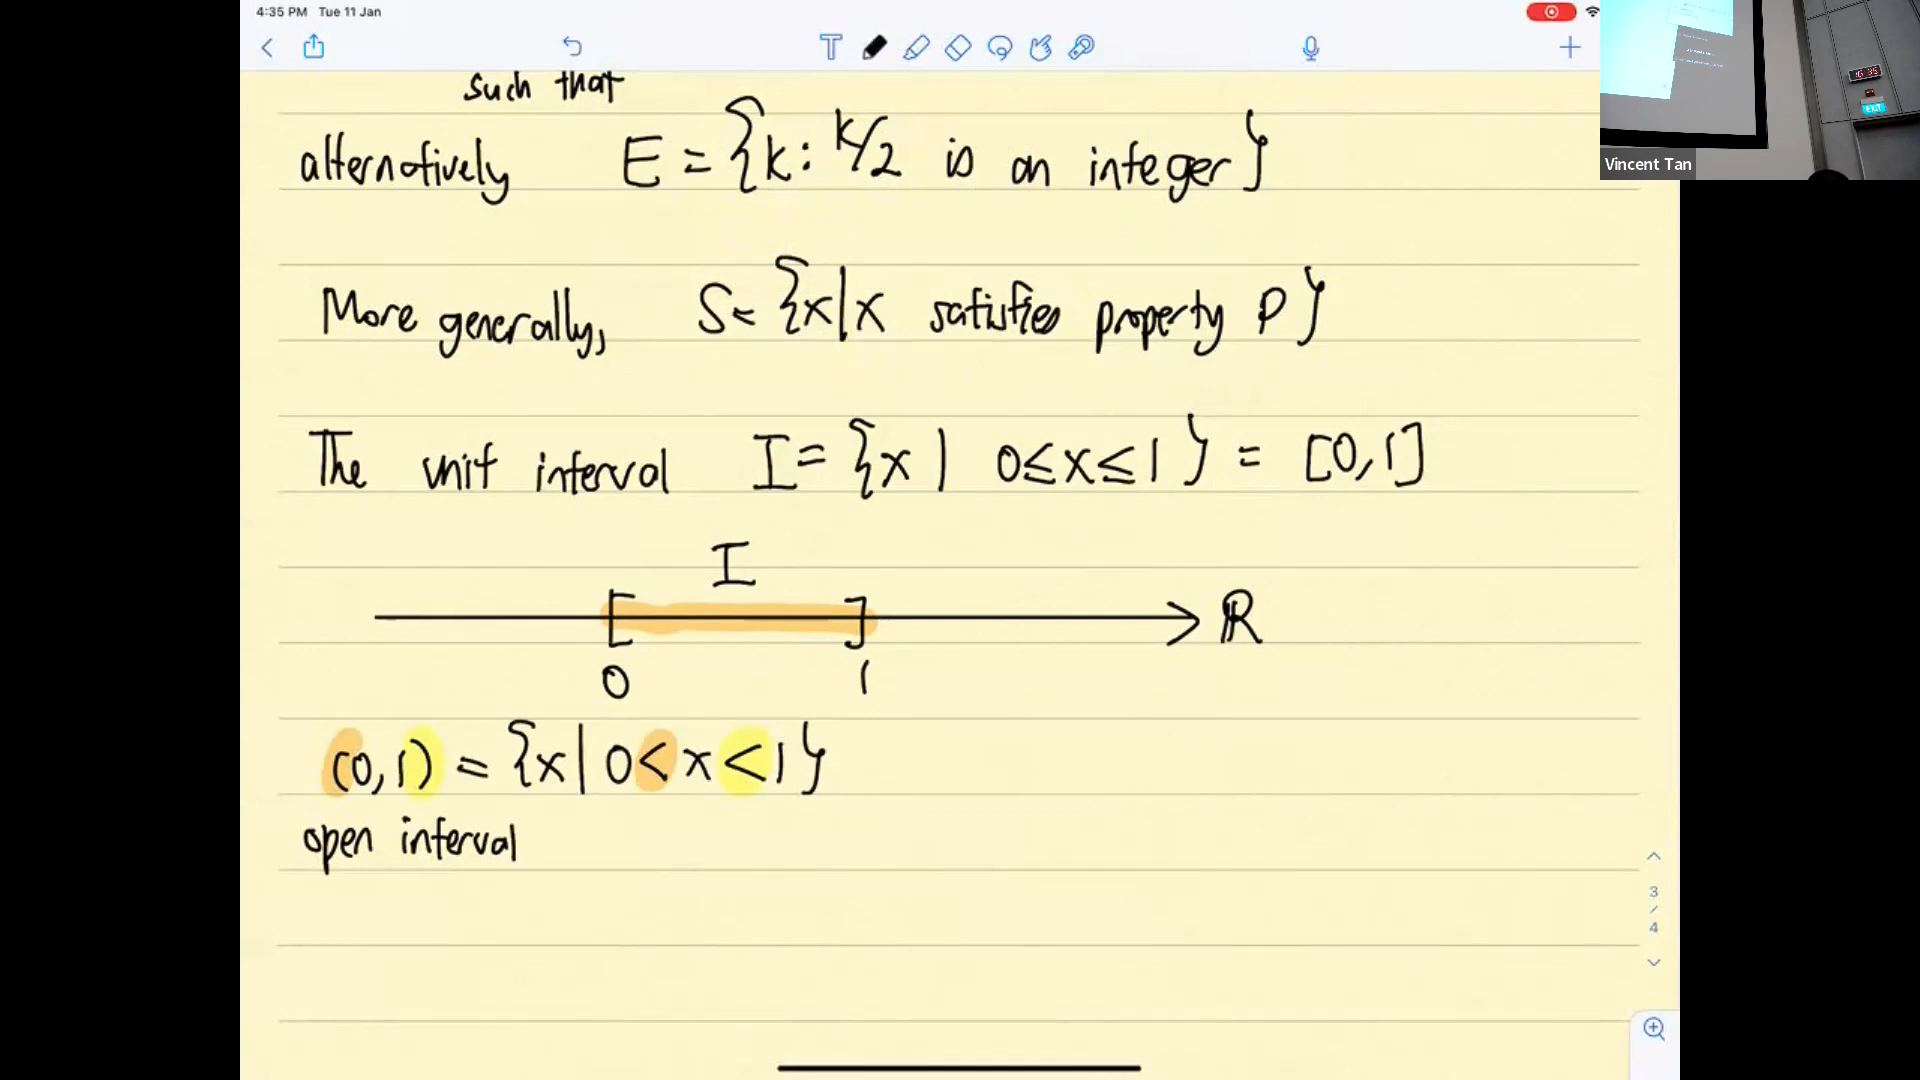 4:35 PM Tue 11 Jan
such that
alternatively E = {k : k/2 is an integer}
More generally, S = {x | x satisfies property P}
The unit interval I = {x | 0 ≤ x ≤ 1} = [0,1]
I
[ ] ℝ
0 1
(0,1) = {x | 0 < x < 1}
open interval
3
/
4
EXIT
Vincent Tan